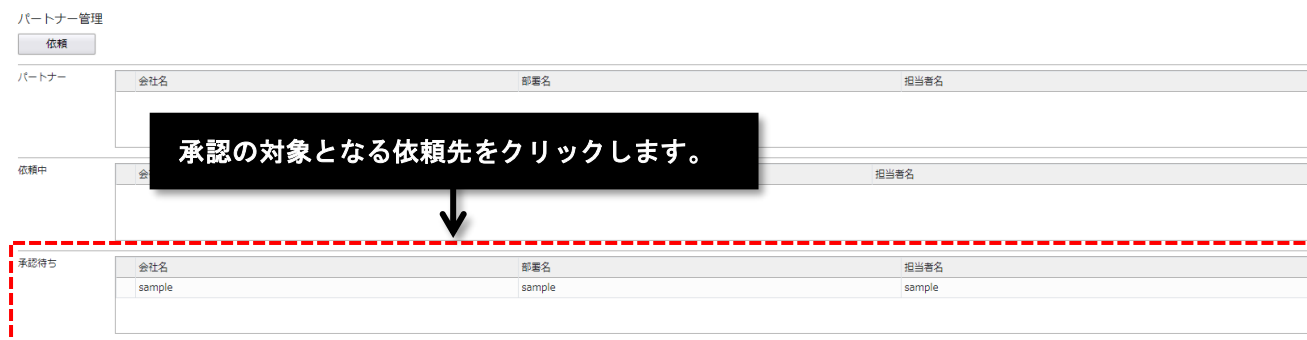 パートナー管理
依頼
パートナー 会社名 部署名 担当者名
承認の対象となる依頼先をクリックします。
依頼中 会 担当者名
承認待ち 会社名 部署名 担当者名
sample sample sample